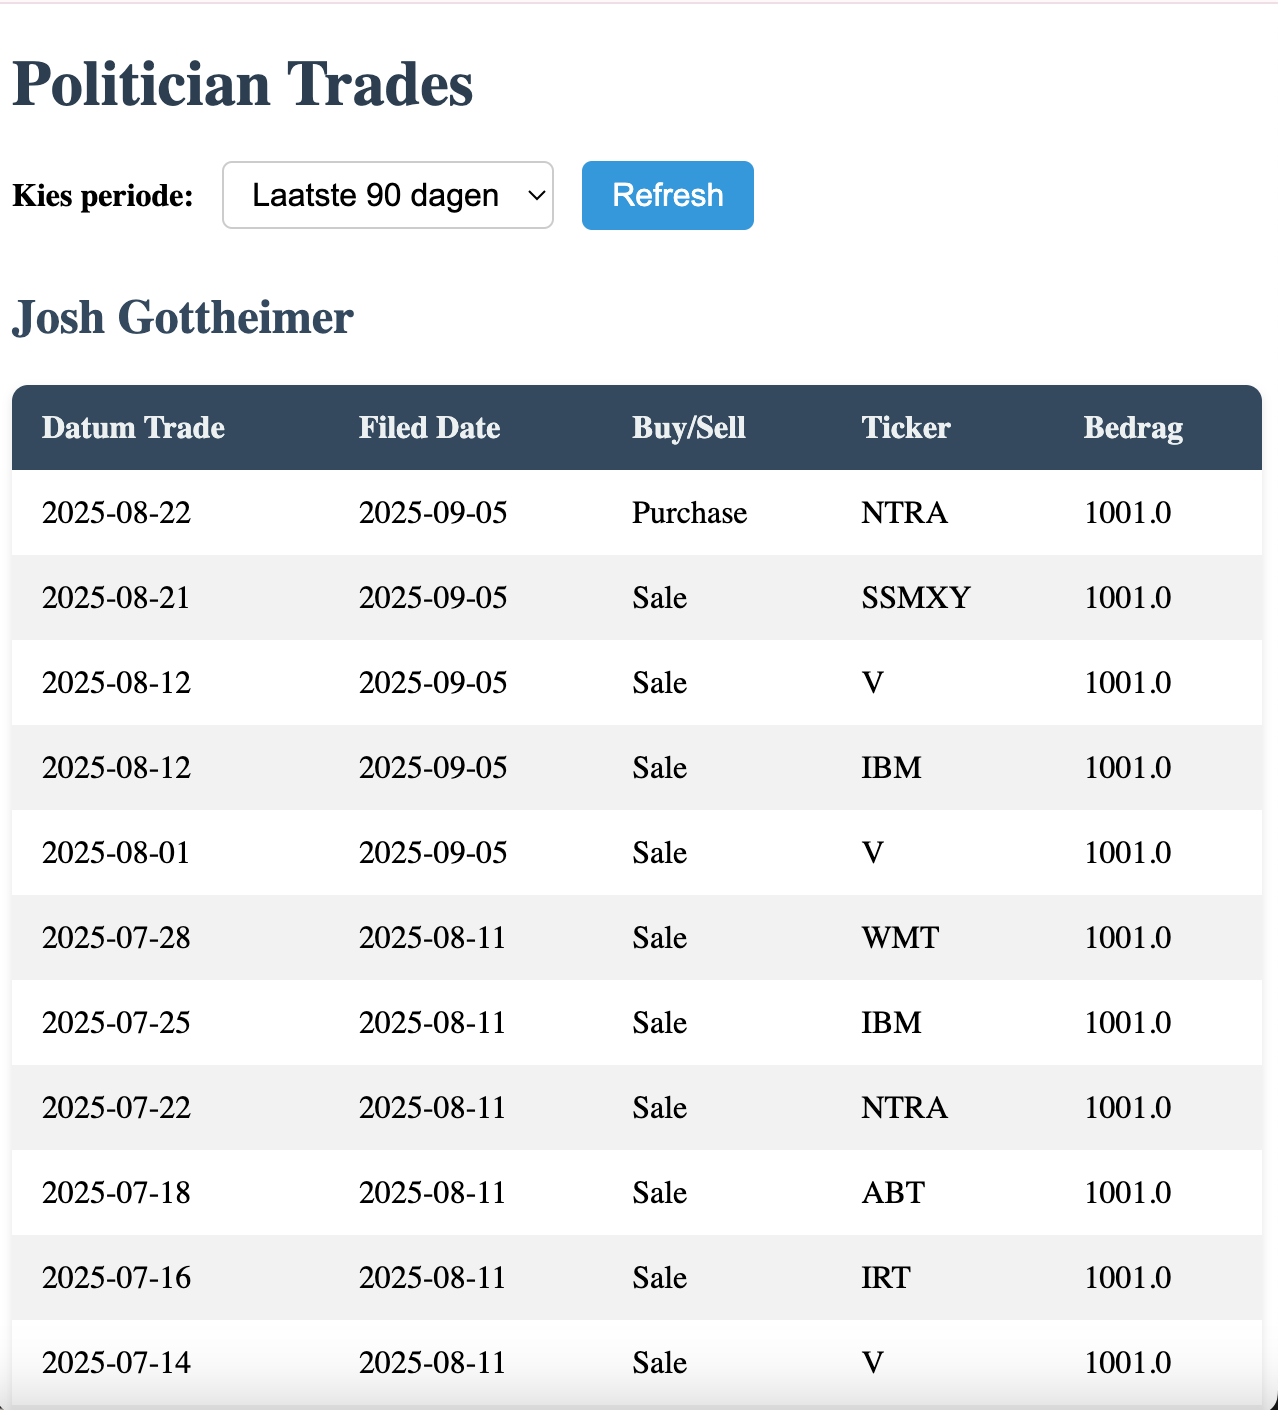 Politician Trades
Kies periode: Laatste 90 dagen Refresh
Josh Gottheimer
Datum Trade Filed Date Buy/Sell Ticker Bedrag
2025-08-22 2025-09-05 Purchase NTRA 1001.0
2025-08-21 2025-09-05 Sale SSMXY 1001.0
2025-08-12 2025-09-05 Sale V 1001.0
2025-08-12 2025-09-05 Sale IBM 1001.0
2025-08-01 2025-09-05 Sale V 1001.0
2025-07-28 2025-08-11 Sale WMT 1001.0
2025-07-25 2025-08-11 Sale IBM 1001.0
2025-07-22 2025-08-11 Sale NTRA 1001.0
2025-07-18 2025-08-11 Sale ABT 1001.0
2025-07-16 2025-08-11 Sale IRT 1001.0
2025-07-14 2025-08-11 Sale V 1001.0